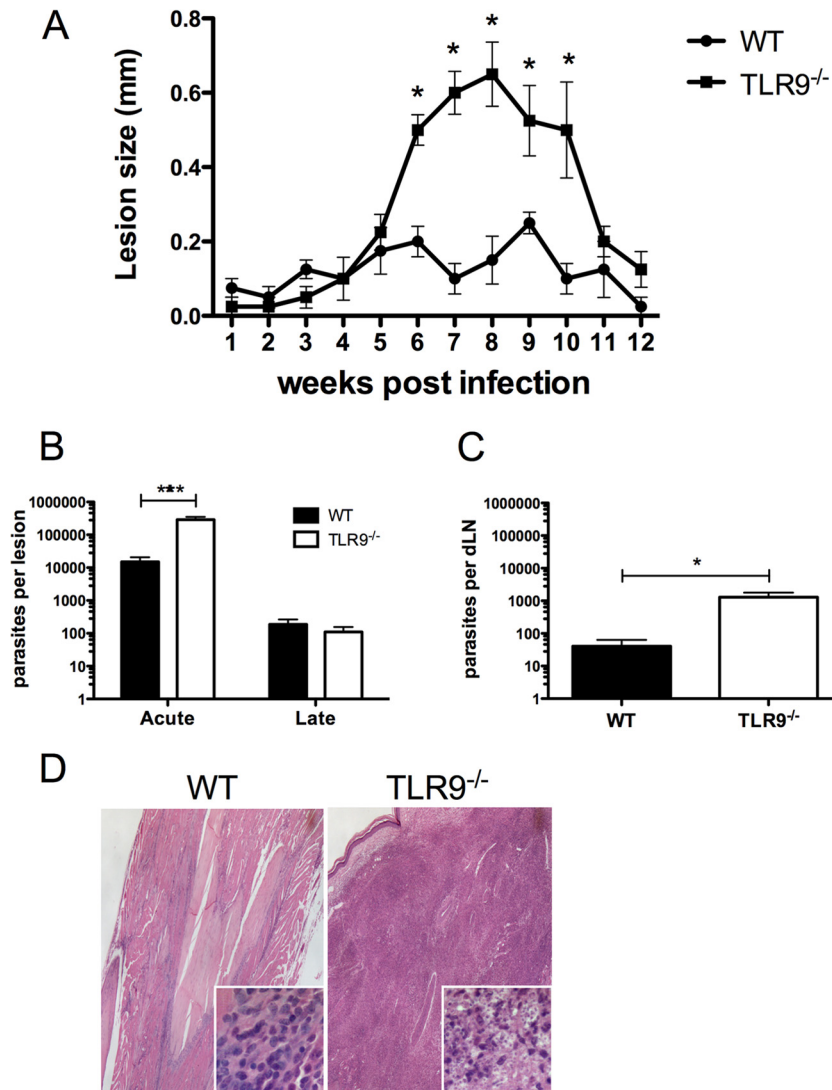 A
Lesion size (mm)
0.8
0.6
0.4
0.2
0.0
* * * * *
WT
TLR9-/-
1 2 3 4 5 6 7 8 9 10 11 12
weeks post infection
B
parasites per lesion
1000000
100000
10000
1000
100
10
1
***
WT
TLR9-/-
Acute Late
C
parasites per dLN
1000000
100000
10000
1000
100
10
1
*
WT TLR9-/-
D
WT TLR9-/-